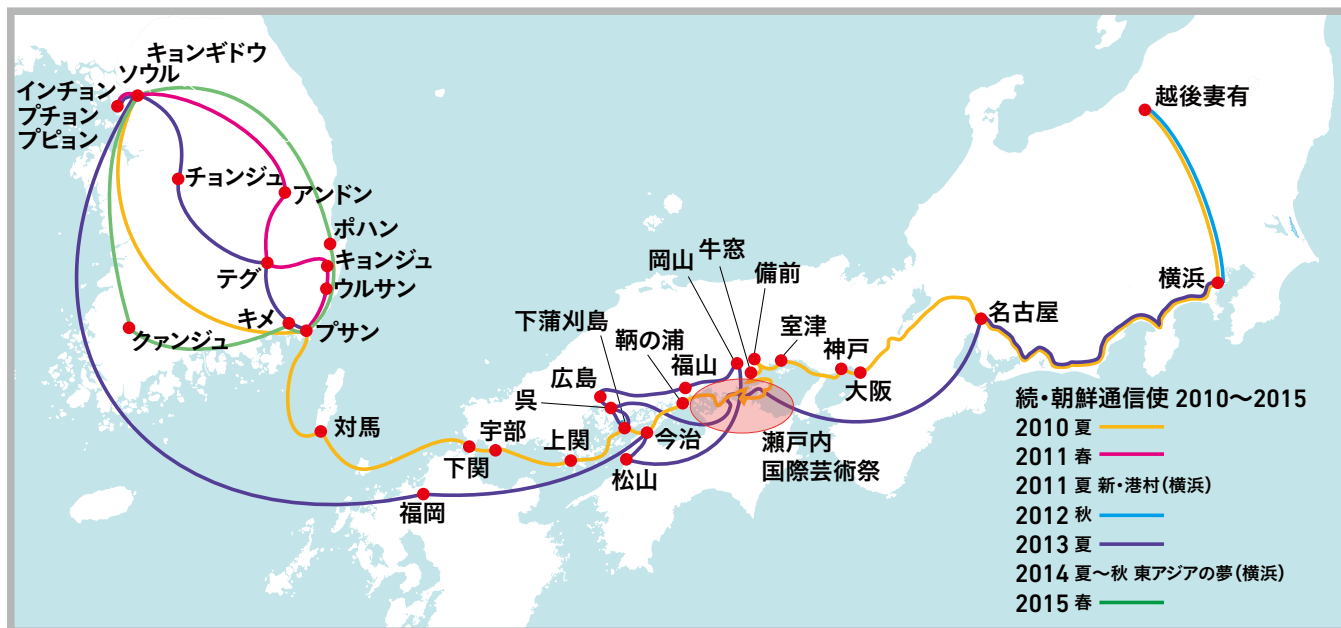 キョンギドウ
ソウル
インチョン
プチョン
プピョン
チョンジュ
アンドン
ポハン
キョンジュ
テグ
ウルサン
キメ
プサン
クァンジュ
対馬
下関
宇部
上関
福岡
松山
今治
呉
広島
下蒲刈島
鞆の浦
福山
岡山
牛窓
備前
室津
神戸
大阪
名古屋
横浜
越後妻有
瀬戸内
国際芸術祭
続・朝鮮通信使 2010〜2015
2010 夏
2011 春
2011 夏 新・港村(横浜)
2012 秋
2013 夏
2014 夏〜秋 東アジアの夢(横浜)
2015 春